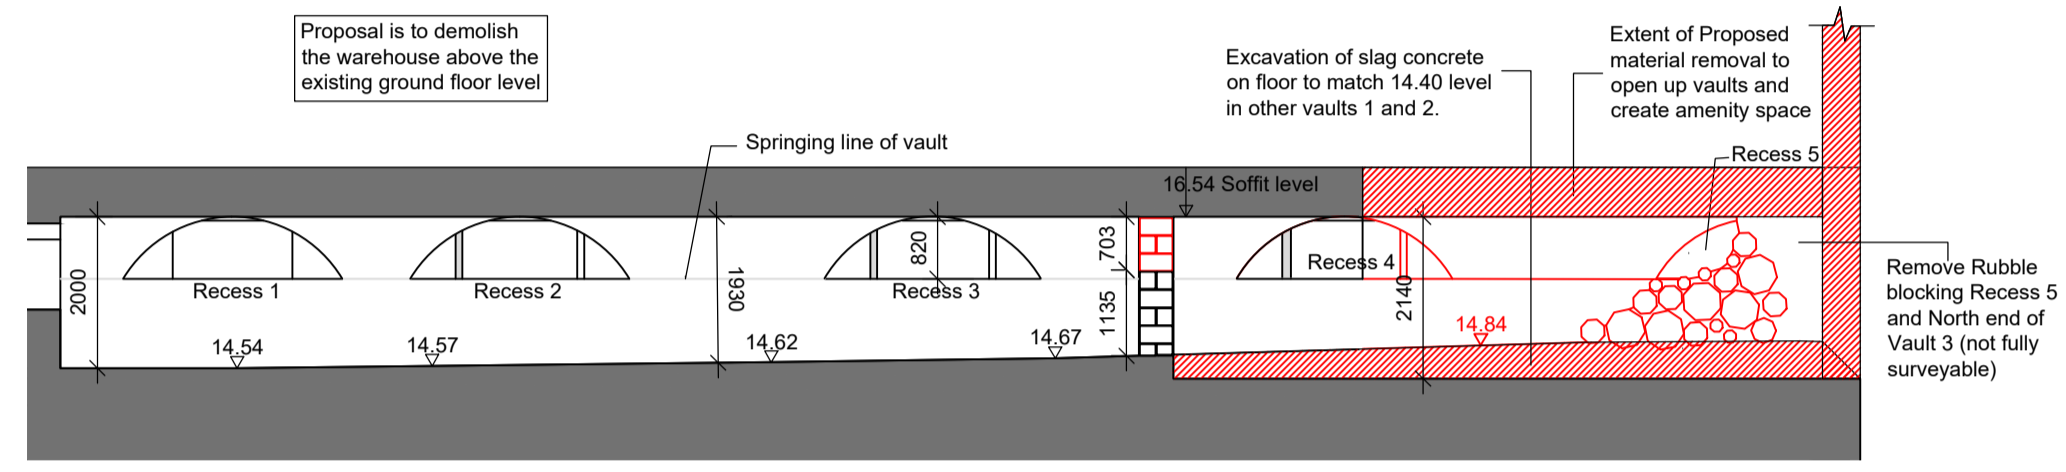 Proposal is to demolish
the warehouse above the
existing ground floor level
Springing line of vault
Excavation of slag concrete
on floor to match 14.40 level
in other vaults 1 and 2.
Extent of Proposed
material removal to
open up vaults and
create amenity space
Recess 5
16.54 Soffit level
2000
Recess 1
Recess 2
1930
820
Recess 3
703
1135
Recess 4
2140
14.54
14.57
14.62
14.67
14.84
Remove Rubble
blocking Recess 5
and North end of
Vault 3 (not fully
surveyable)